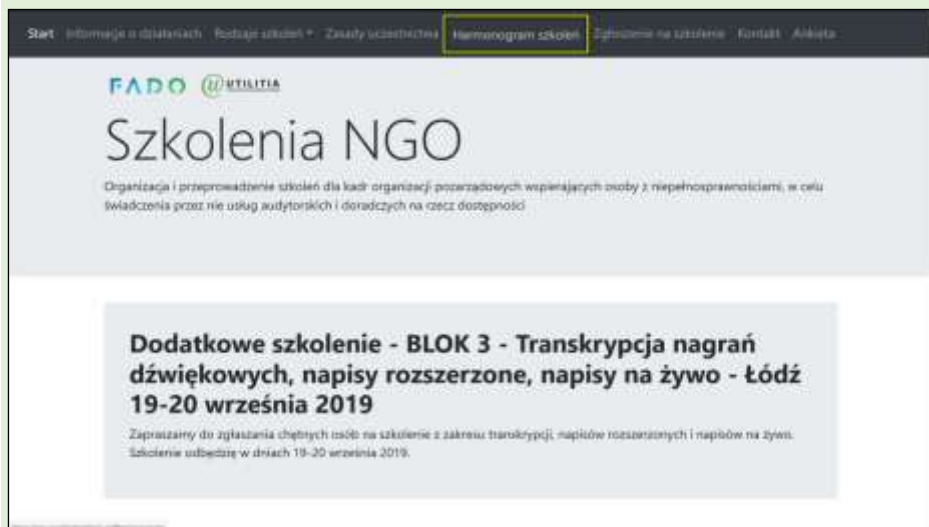 Start Informacje o działaniach Rodzaje szkoleń Zasady uczestnictwa Harmonogram szkoleń Zgłoszenie na szkolenie Kontakt Ankieta
FADO UTILITIA
Szkolenia NGO
Organizacja i przeprowadzenie szkoleń dla kadr organizacji pozarządowych wspierających osoby z niepełnosprawnościami, w celu
świadczenia przez nie usług audytorskich i doradczych na rzecz dostępności
Dodatkowe szkolenie - BLOK 3 - Transkrypcja nagrań
dźwiękowych, napisy rozszerzone, napisy na żywo - Łódź
19-20 września 2019
Zapraszamy do zgłaszania chętnych osób na szkolenie z zakresu transkrypcji, napisów rozszerzonych i napisów na żywo.
Szkolenie odbędzie w dniach 19-20 września 2019.